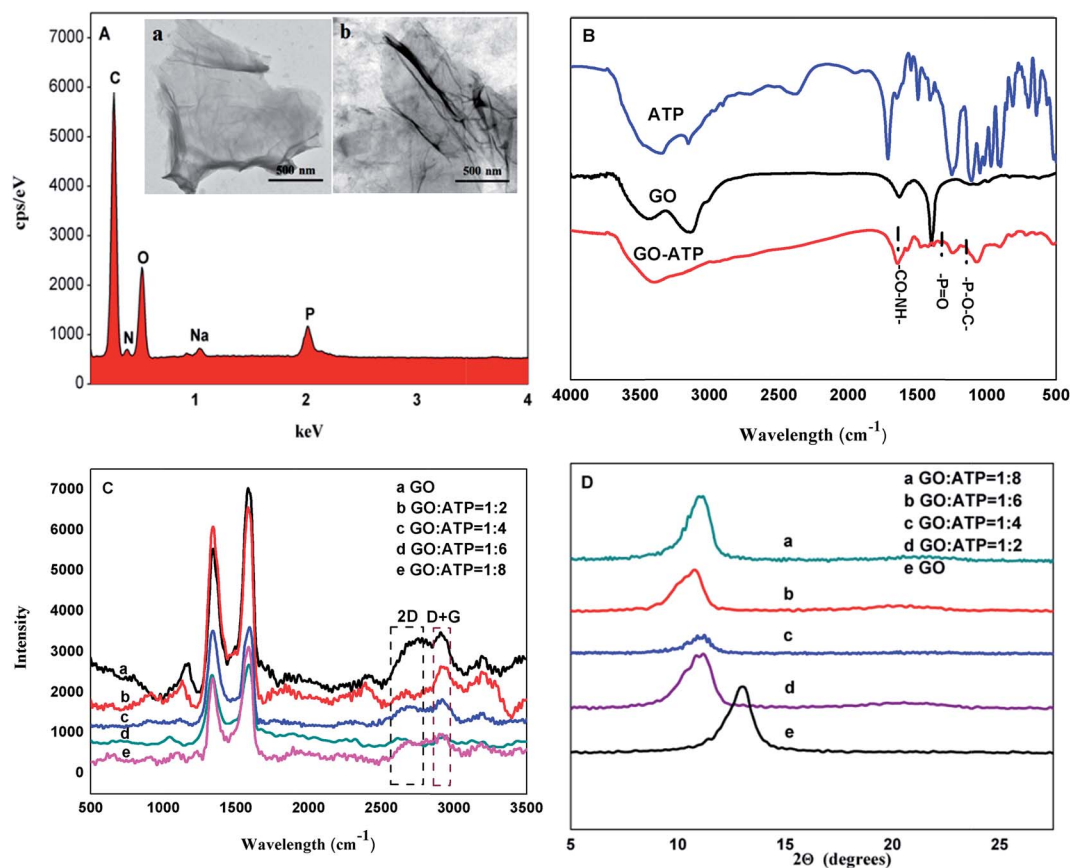 A
a
500 nm
b
500 nm
7000
6000
5000
4000
3000
2000
1000
0
cps/eV
C
O
N
Na
P
1
2
3
4
keV
B
ATP
GO
GO-ATP
-CO-NH-
-P=O
-P-O-C-
4000 3500 3000 2500 2000 1500 1000 500
Wavelength (cm-1)
C
7000
6000
5000
4000
3000
2000
1000
0
Intensity
a GO
b GO:ATP=1:2
c GO:ATP=1:4
d GO:ATP=1:6
e GO:ATP=1:8
2D D+G
a
b
c
d
e
500 1000 1500 2000 2500 3000 3500
Wavelength (cm-1)
D
a GO:ATP=1:8
b GO:ATP=1:6
c GO:ATP=1:4
d GO:ATP=1:2
e GO
a
b
c
d
e
5 10 15 20 25
2Θ (degrees)